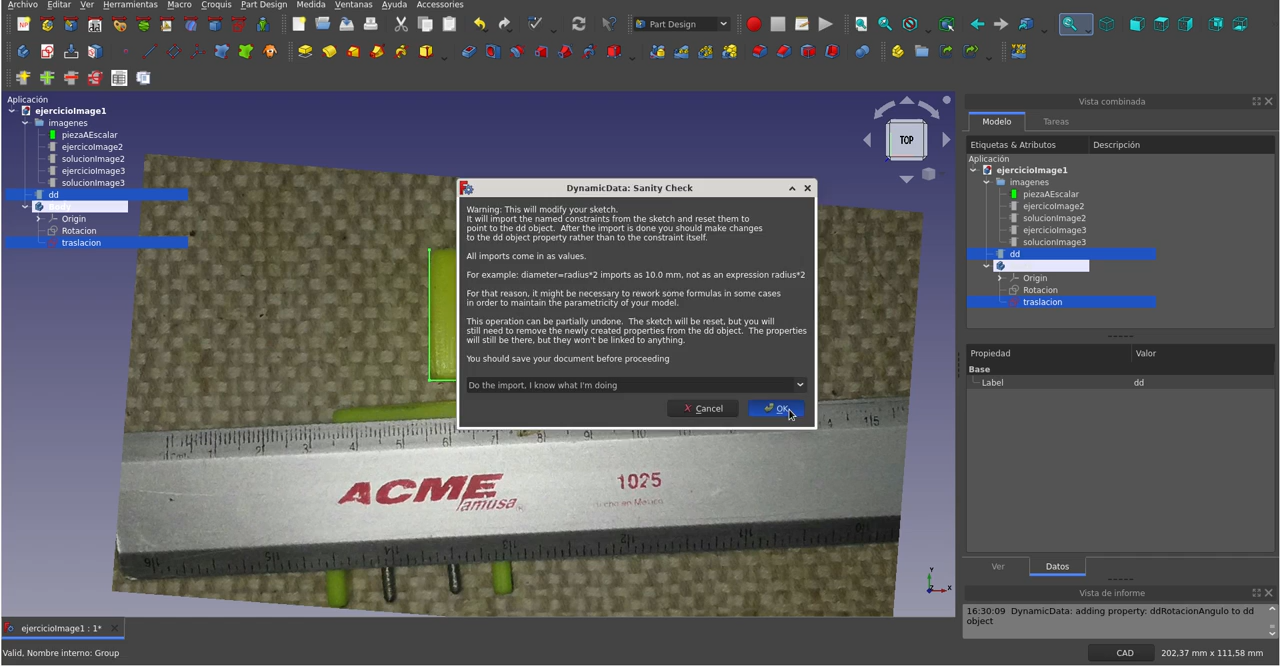 Archivo Editar Ver Herramientas Macro Croquis Part Design Medida Ventanas Ayuda Accessories
Part Design
Aplicación
ejercicioImage1
imagenes
piezaAEscalar
ejercicoImage2
solucionImage2
ejercicioImage3
solucionImage3
dd
Body
Origin
Rotacion
traslacion
TOP
DynamicData: Sanity Check
Warning: This will modify your sketch.
It will import the named constraints from the sketch and reset them to
point to the dd object. After the import is done you should make changes
to the dd object property rather than to the constraint itself.
All imports come in as values.
For example: diameter=radius*2 imports as 10.0 mm, not as an expression radius*2
For that reason, it might be necessary to rework some formulas in some cases
in order to maintain the parametricity of your model.
This operation can be partially undone. The sketch will be reset, but you will
still need to remove the newly created properties from the dd object. The properties
will still be there, but they won't be linked to anything.
You should save your document before proceeding
Do the import, I know what I'm doing
Cancel
OK
ACME
amusa
1025
Vista combinada
Modelo Tareas
Etiquetas & Atributos Descripción
Aplicación
ejercicioImage1
imagenes
piezaAEscalar
ejercicoImage2
solucionImage2
ejercicioImage3
solucionImage3
dd
Origin
Rotacion
traslacion
Propiedad Valor
Base
Label dd
Ver Datos
Vista de informe
16:30:09 DynamicData: adding property: ddRotacionAngulo to dd
object
Y
X
ejercicioImage1 : 1*
Valid, Nombre interno: Group
CAD 202,37 mm x 111,58 mm